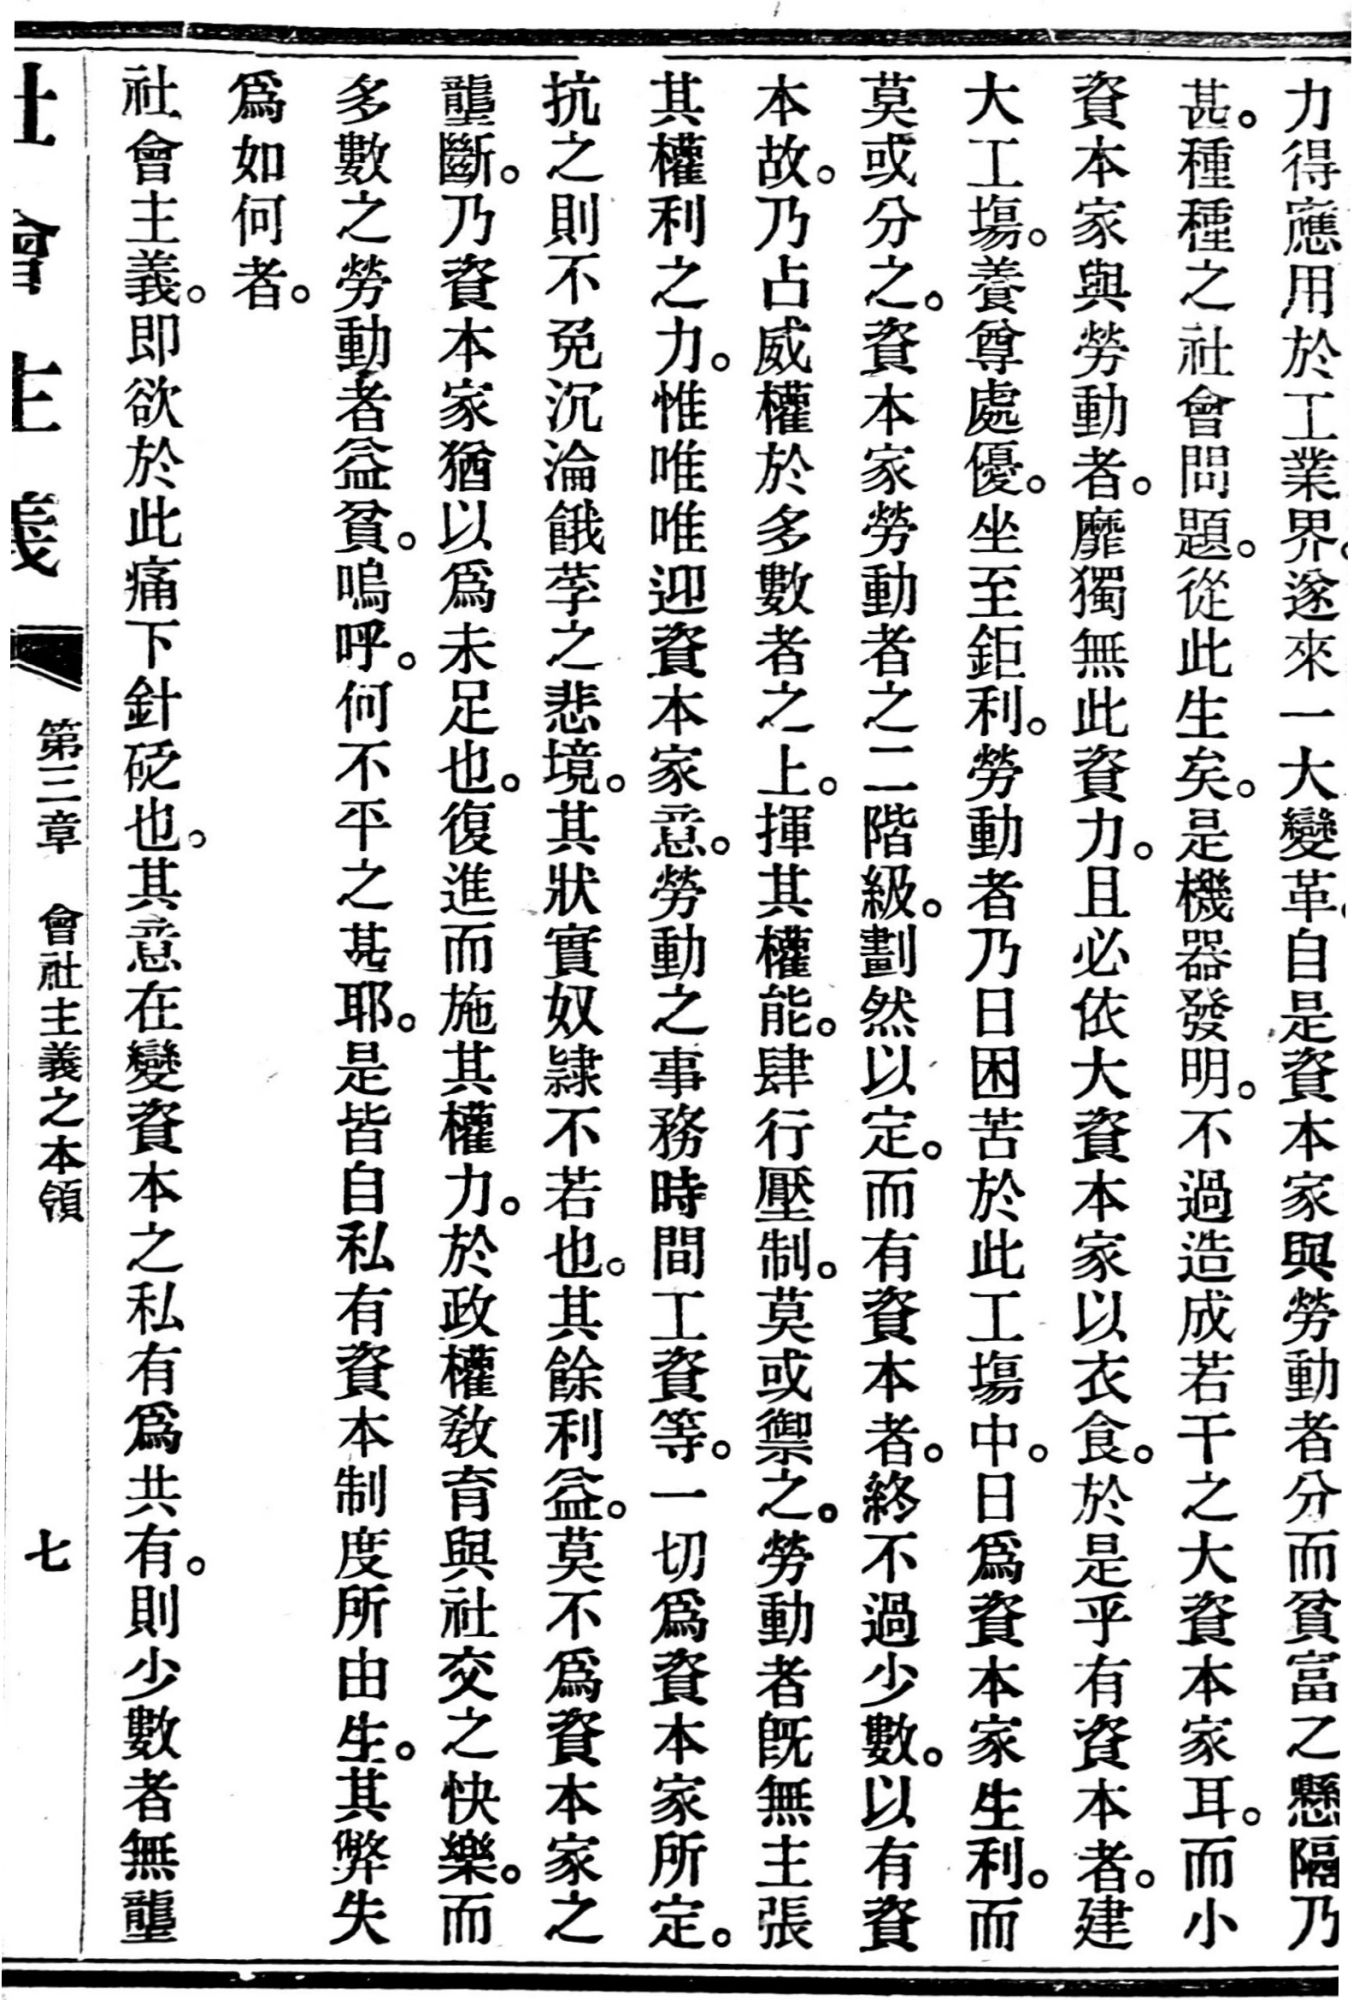 力得應用於工業界。遂來一大變革。自是資本家與勞動者分而貧富之懸隔乃
甚。種種之社會問題。從此生矣。是機器發明。不過造成若干之大資本家耳。而小
資本家與勞動者。靡獨無此資力。且必依大資本家以衣食。於是乎有資本者。建
大工塲。養尊處優。坐至鉅利。勞動者乃日困苦於此工塲中。日爲資本家生利。而
莫或分之。資本家勞動者之二階級。劃然以定。而有資本者。終不過少數。以有資
本故。乃占威權於多數者之上。揮其權能。肆行壓制。莫或禦之。勞動者既無主張
其權利之力。惟唯唯迎資本家意。勞動之事務時間工資等。一切爲資本家所定。
抗之則不免沉淪餓莩之悲境。其狀實奴隷不若也。其餘利益。莫不爲資本家之
壟斷。乃資本家猶以爲未足也。復進而施其權力。於政權教育與社交之快樂。而
多數之勞動者益貧。嗚呼。何不平之甚耶。是皆自私有資本制度所由生。其弊失
爲如何者。
社會主義。即欲於此痛下針砭也。其意在變資本之私有爲共有。則少數者無壟
社會主義
第三章 會社主義之本領
七